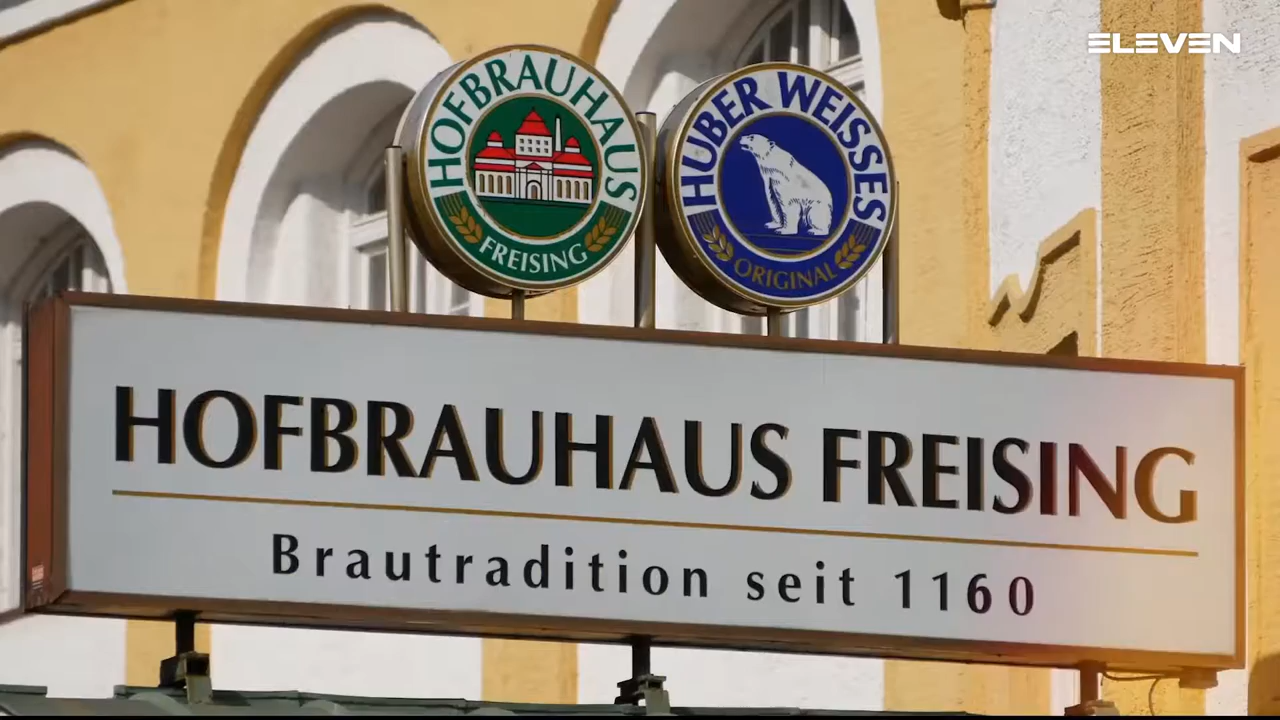 ELEVEN
HOFBRAUHAUS
FREISING
HUBER WEISSES
ORIGINAL
HOFBRAUHAUS FREISING
Brautradition seit 1160